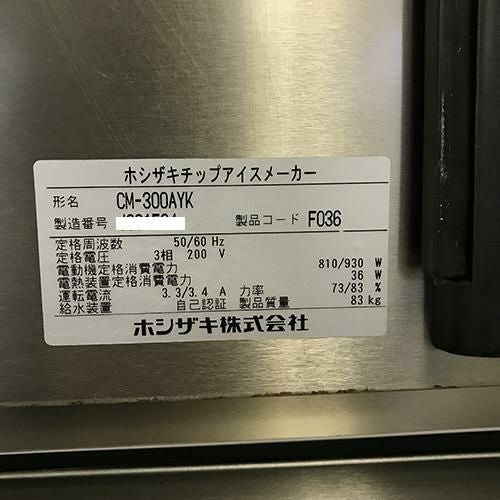 ホシザキチップアイスメーカー
形名 CM-300AYK
製造番号 製品コード F036
定格周波数 50/60 Hz
定格電圧 3相 200 V
電動機定格消費電力 810/930 W
電熱装置定格消費電力 36 W
運転電流 3.3/3.4 A 力率 73/83 %
給水装置 自己認証 製品質量 83 kg
ホシザキ株式会社